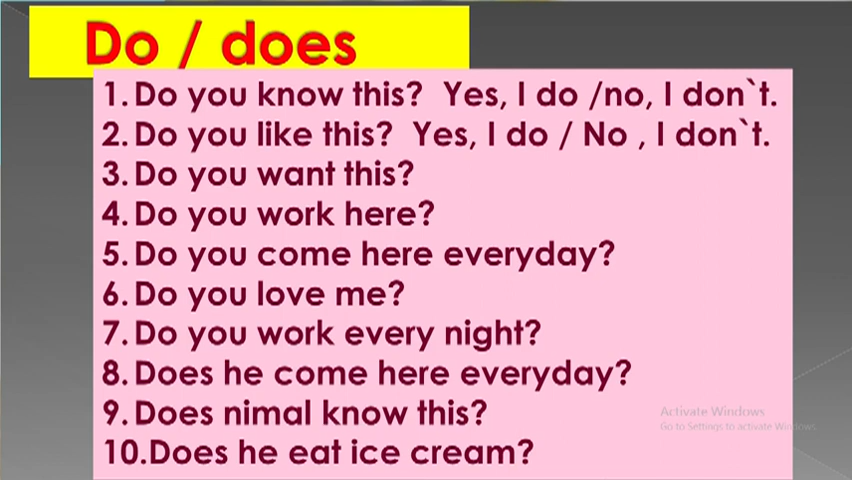 Do / does
1. Do you know this?  Yes, I do /no, I don`t.
2. Do you like this?  Yes, I do / No , I don`t.
3. Do you want this?
4. Do you work here?
5. Do you come here everyday?
6. Do you love me?
7. Do you work every night?
8. Does he come here everyday?
9. Does nimal know this?
10.Does he eat ice cream?
Activate Windows
Go to Settings to activate Windows.